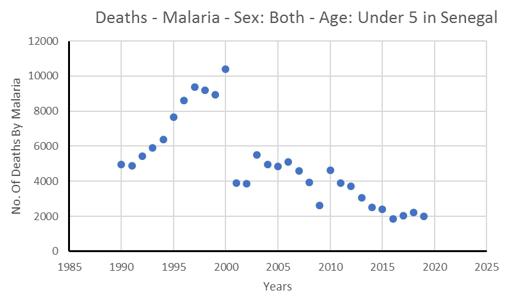 Deaths - Malaria - Sex: Both - Age: Under 5 in Senegal
12000
10000
8000
6000
4000
2000
0
No. Of Deaths By Malaria
1985 1990 1995 2000 2005 2010 2015 2020 2025
Years